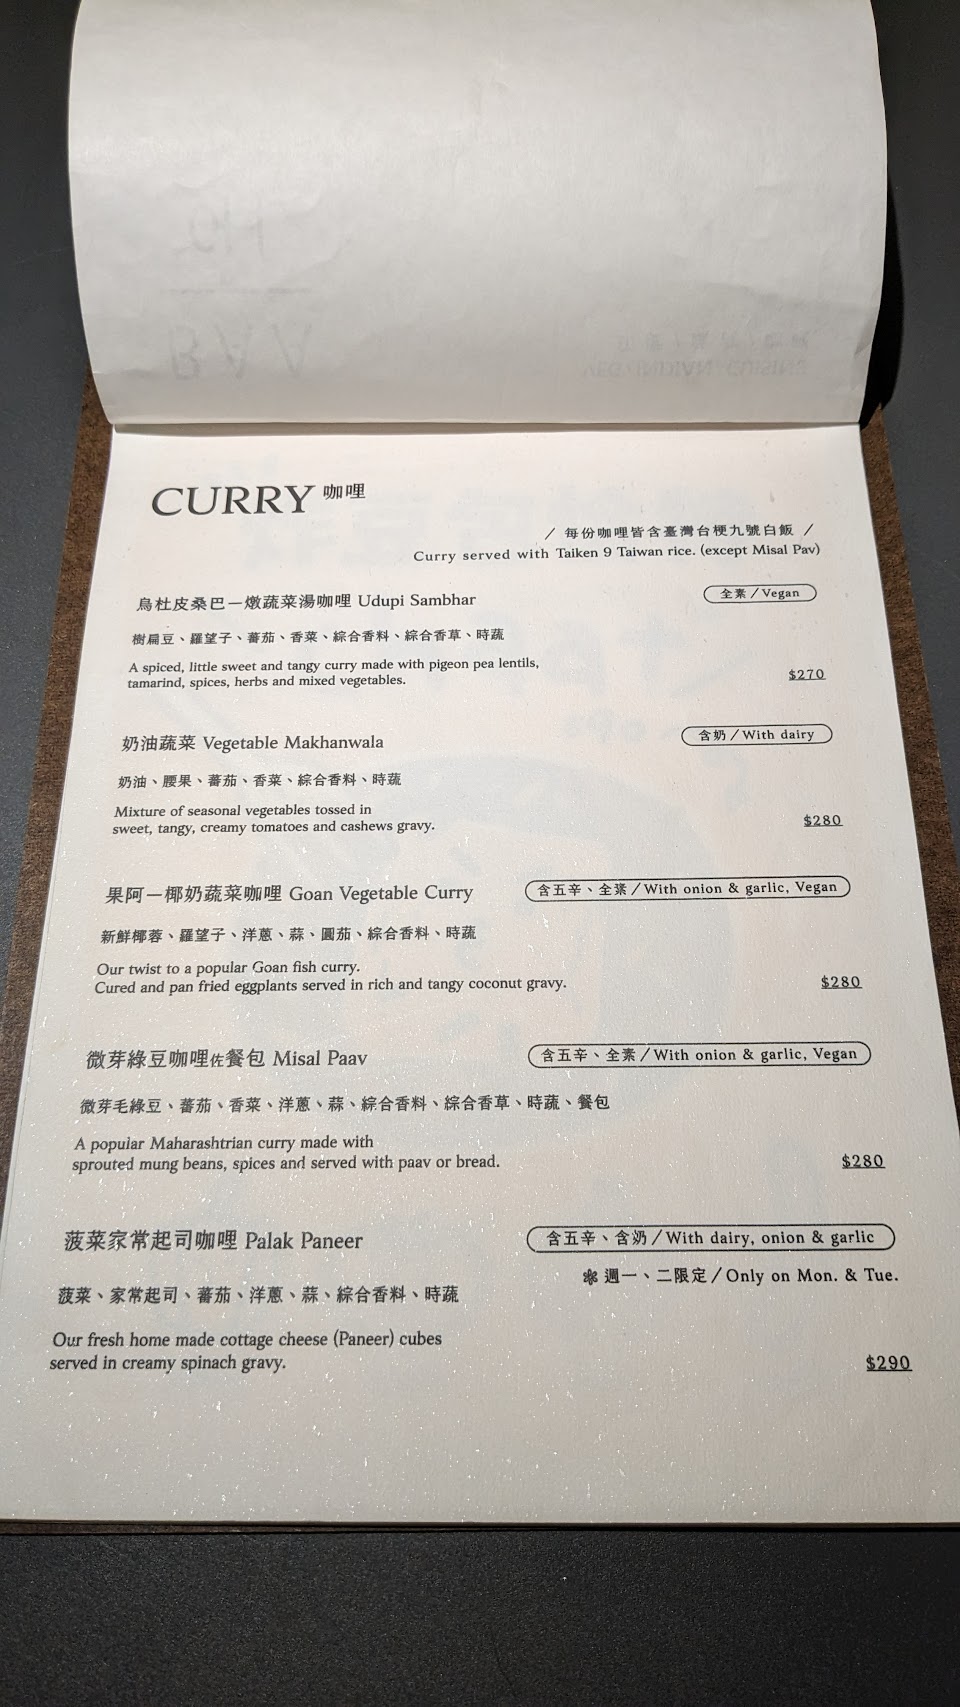 CURRY 咖哩
／ 每份咖哩皆含臺灣台梗九號白飯 ／
Curry served with Taiken 9 Taiwan rice. (except Misal Pav)
烏杜皮桑巴－燉蔬菜湯咖哩 Udupi Sambhar
全素／Vegan
樹扁豆、羅望子、蕃茄、香菜、綜合香料、綜合香草、時蔬
A spiced, little sweet and tangy curry made with pigeon pea lentils,
tamarind, spices, herbs and mixed vegetables.
$270
奶油蔬菜 Vegetable Makhanwala
含奶／With dairy
奶油、腰果、蕃茄、香菜、綜合香料、時蔬
Mixture of seasonal vegetables tossed in
sweet, tangy, creamy tomatoes and cashews gravy.
$280
果阿－椰奶蔬菜咖哩 Goan Vegetable Curry
含五辛、全素／With onion & garlic, Vegan
新鮮椰蓉、羅望子、洋蔥、蒜、圓茄、綜合香料、時蔬
Our twist to a popular Goan fish curry.
Cured and pan fried eggplants served in rich and tangy coconut gravy.
$280
微芽綠豆咖哩佐餐包 Misal Paav
含五辛、全素／With onion & garlic, Vegan
微芽毛綠豆、蕃茄、香菜、洋蔥、蒜、綜合香料、綜合香草、時蔬、餐包
A popular Maharashtrian curry made with
sprouted mung beans, spices and served with paav or bread.
$280
菠菜家常起司咖哩 Palak Paneer
含五辛、含奶／With dairy, onion & garlic
❀ 週一、二限定／Only on Mon. & Tue.
菠菜、家常起司、蕃茄、洋蔥、蒜、綜合香料、時蔬
Our fresh home made cottage cheese (Paneer) cubes
served in creamy spinach gravy.
$290